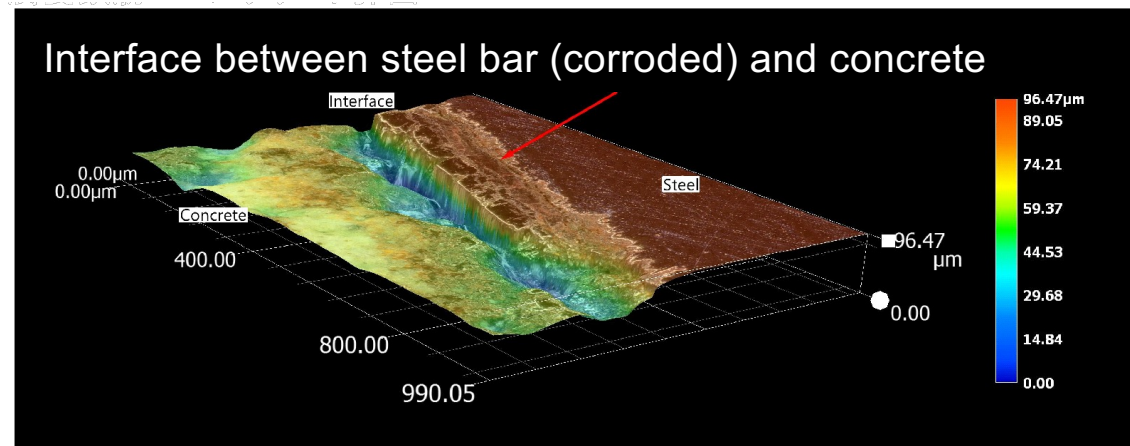 Interface between steel bar (corroded) and concrete
Interface
Steel
Concrete
0.00μm
0.00μm
400.00
800.00
990.05
96.47
μm
0.00
96.47μm
89.05
74.21
59.37
44.53
29.68
14.84
0.00